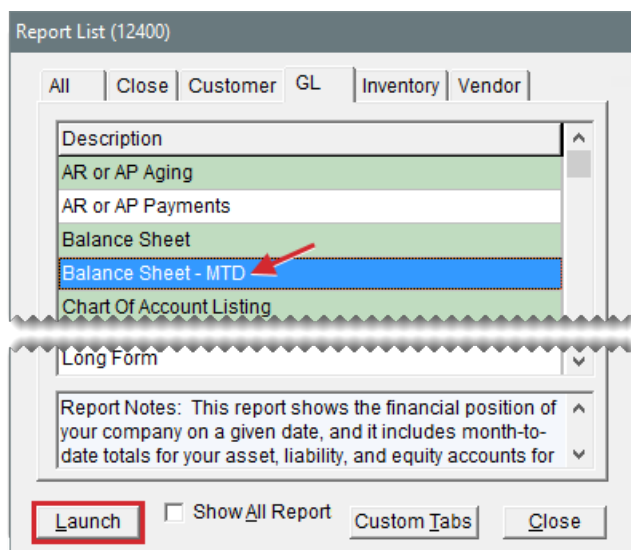 Report List (12400)
All Close Customer GL Inventory Vendor
Description
AR or AP Aging
AR or AP Payments
Balance Sheet
Balance Sheet - MTD
Chart Of Account Listing
Long Form
Report Notes: This report shows the financial position of
your company on a given date, and it includes month-to-
date totals for your asset, liability, and equity accounts for
Launch Show All Report Custom Tabs Close